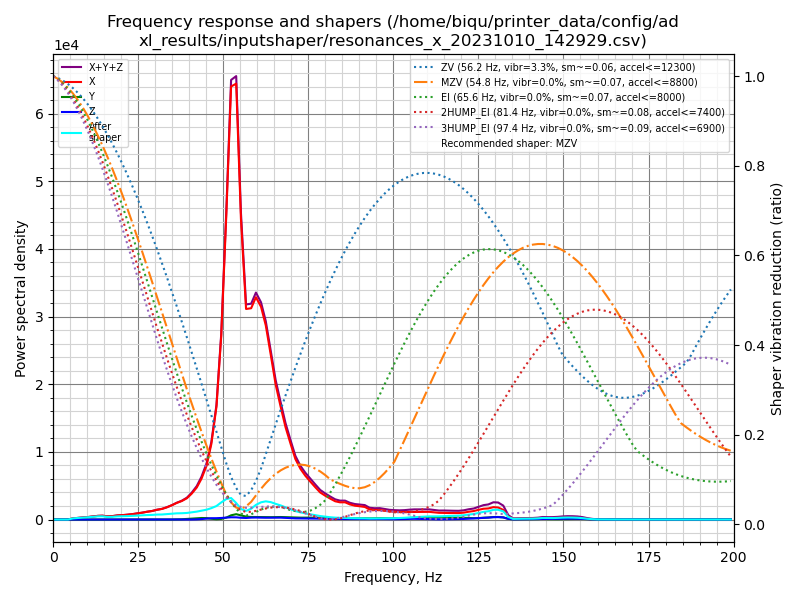 Frequency response and shapers (/home/biqu/printer_data/config/ad
xl_results/inputshaper/resonances_x_20231010_142929.csv)
1e4
X+Y+Z
X
Y
Z
After
shaper
ZV (56.2 Hz, vibr=3.3%, sm~=0.06, accel<=12300)
MZV (54.8 Hz, vibr=0.0%, sm~=0.07, accel<=8800)
EI (65.6 Hz, vibr=0.0%, sm~=0.07, accel<=8000)
2HUMP_EI (81.4 Hz, vibr=0.0%, sm~=0.08, accel<=7400)
3HUMP_EI (97.4 Hz, vibr=0.0%, sm~=0.09, accel<=6900)
Recommended shaper: MZV
Power spectral density
6
5
4
3
2
1
0
1.0
0.8
0.6
0.4
0.2
0.0
Shaper vibration reduction (ratio)
0 25 50 75 100 125 150 175 200
Frequency, Hz